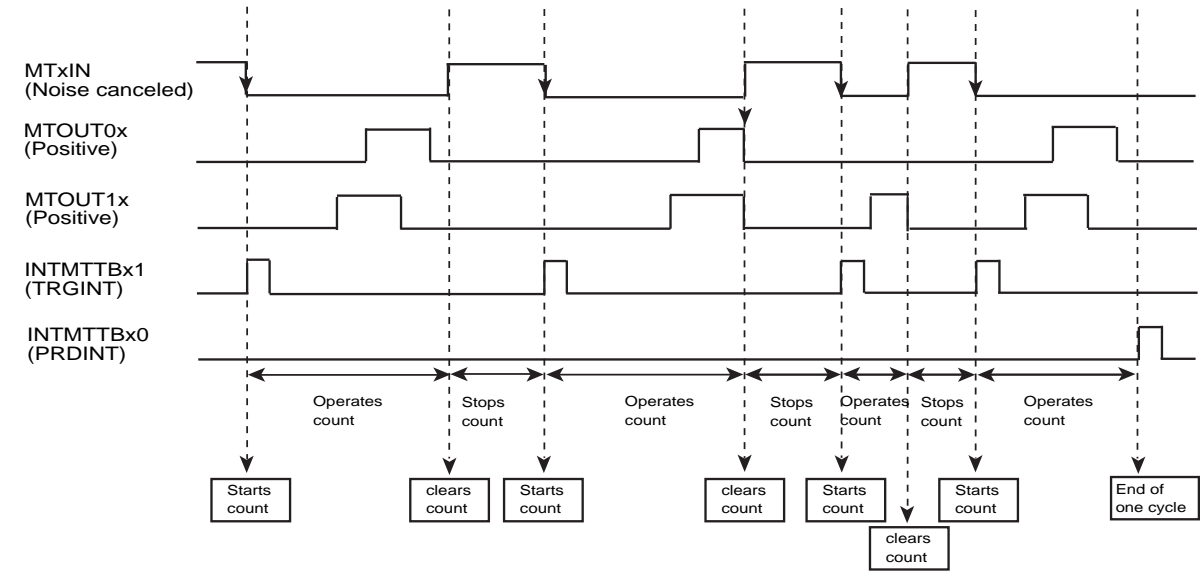 MTxIN
(Noise canceled)
MTOUT0x
(Positive)
MTOUT1x
(Positive)
INTMTTBx1
(TRGINT)
INTMTTBx0
(PRDINT)
Operates
count
Stops
count
Operates
count
Stops
count
Operates
count
Stops
count
Operates
count
Starts
count
clears
count
Starts
count
clears
count
Starts
count
clears
count
Starts
count
End of
one cycle